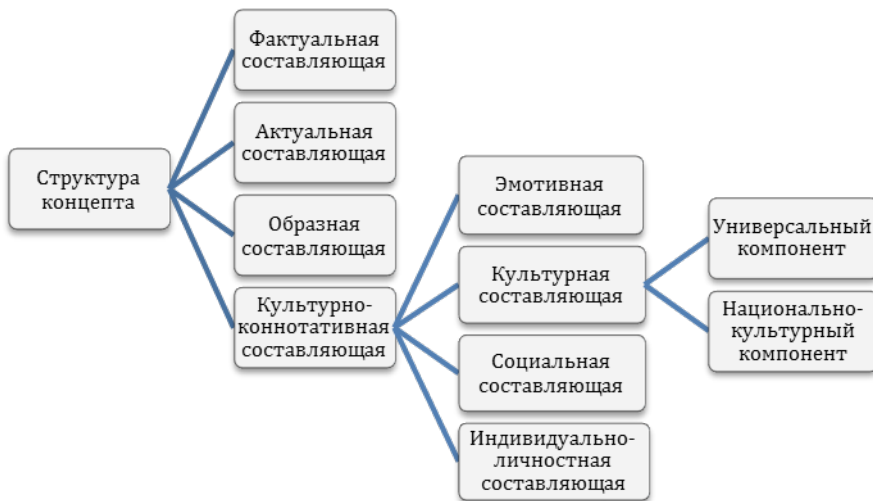 Структура
концепта
Фактуальная
составляющая
Актуальная
составляющая
Образная
составляющая
Культурно-
коннотативная
составляющая
Эмотивная
составляющая
Культурная
составляющая
Социальная
составляющая
Индивидуально-
личностная
составляющая
Универсальный
компонент
Национально-
культурный
компонент